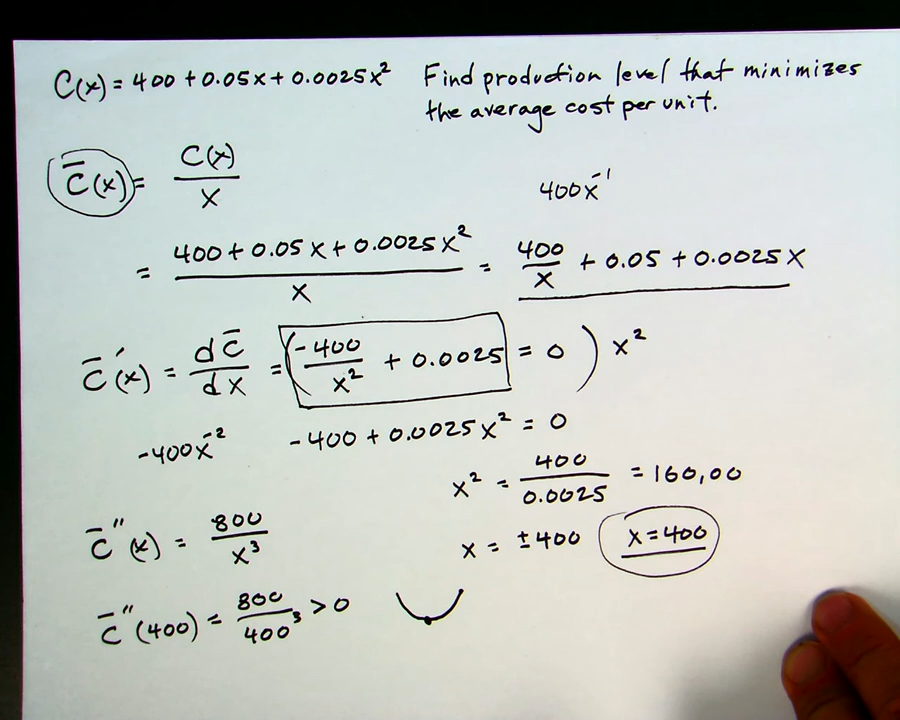 C(x) = 400 + 0.05x + 0.0025x² Find production level that minimizes
the average cost per unit.
C̄(x) = C(x)/x
400x⁻¹
= (400 + 0.05x + 0.0025x²)/x = 400/x + 0.05 + 0.0025x
C̄′(x) = dC̄/dx = (-400/x² + 0.0025 = 0) x²
-400x⁻² -400 + 0.0025x² = 0
x² = 400/0.0025 = 160,00
C̄″(x) = 800/x³
x = ±400 x = 400
C̄″(400) = 800/400³ > 0